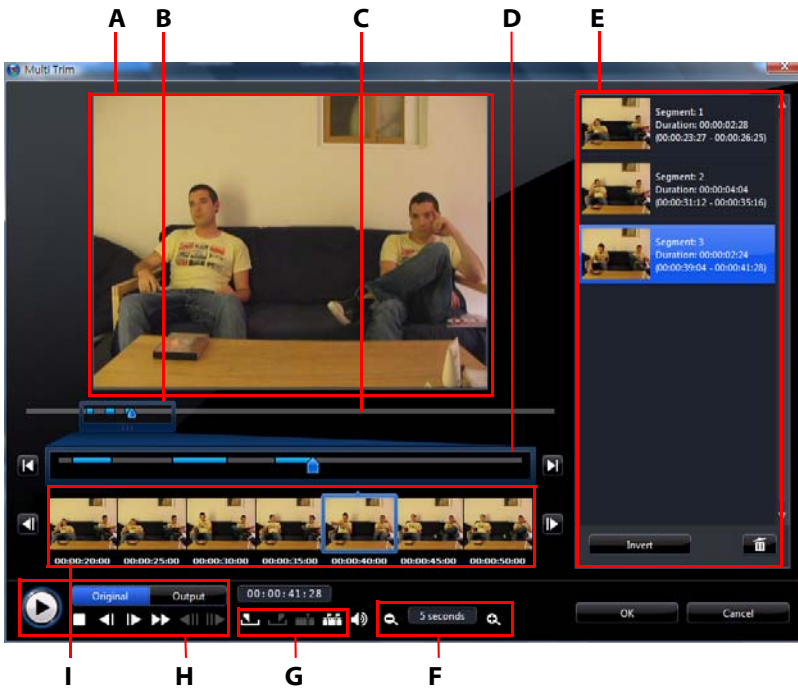 A B C D E
Multi Trim
Segment: 1
Duration: 00:00:02:28
(00:00:23:27 - 00:00:26:25)
Segment: 2
Duration: 00:00:04:04
(00:00:31:12 - 00:00:35:16)
Segment: 3
Duration: 00:00:02:24
(00:00:39:04 - 00:00:41:28)
00:00:20:00 00:00:25:00 00:00:30:00 00:00:35:00 00:00:40:00 00:00:45:00 00:00:50:00
Invert
Original Output 00:00:41:28
5 seconds
OK Cancel
I H G F